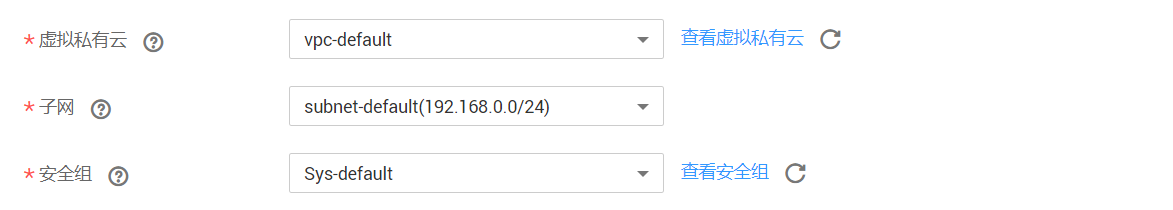 * 虚拟私有云 ? vpc-default 查看虚拟私有云
* 子网 ? subnet-default(192.168.0.0/24)
* 安全组 ? Sys-default 查看安全组